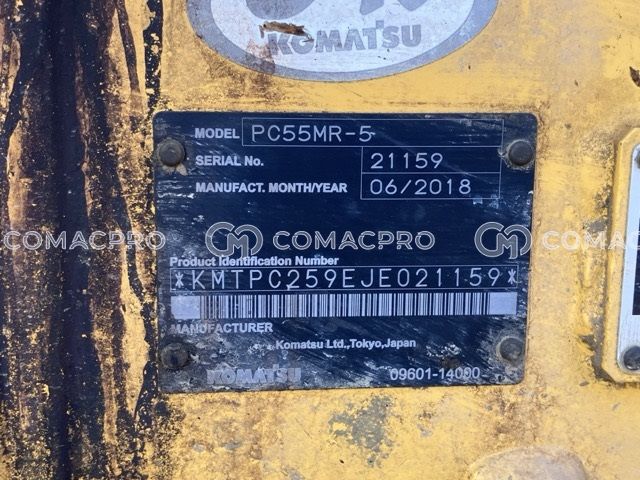 KOMATSU
MODEL PC55MR-5
SERIAL No. 21159
MANUFACT. MONTH/YEAR 06/2018
COMACPRO COMACPRO COMACPRO
Product Identification Number
*KMTPC259EJE021159*
MANUFACTURER
Komatsu Ltd.,Tokyo,Japan
KOMATSU 09601-14000